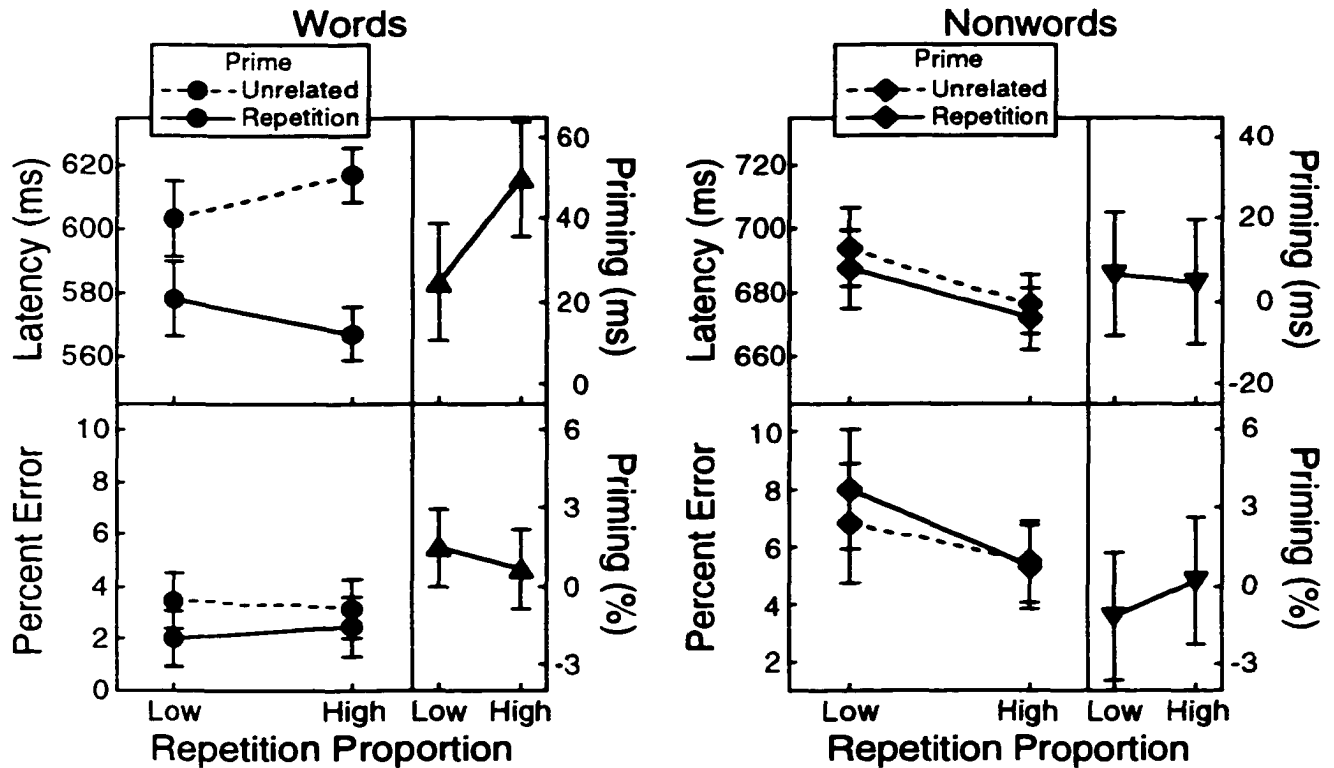 Words
Prime
Unrelated
Repetition
Latency (ms)
620
600
580
560
60
40
20
0
Priming (ms)
Percent Error
10
8
6
4
2
0
6
3
0
-3
Priming (%)
Low
High
Low
High
Repetition Proportion
Nonwords
Prime
Unrelated
Repetition
Latency (ms)
720
700
680
660
40
20
0
-20
Priming (ms)
Percent Error
10
8
6
4
2
6
3
0
-3
Priming (%)
Low
High
Low
High
Repetition Proportion